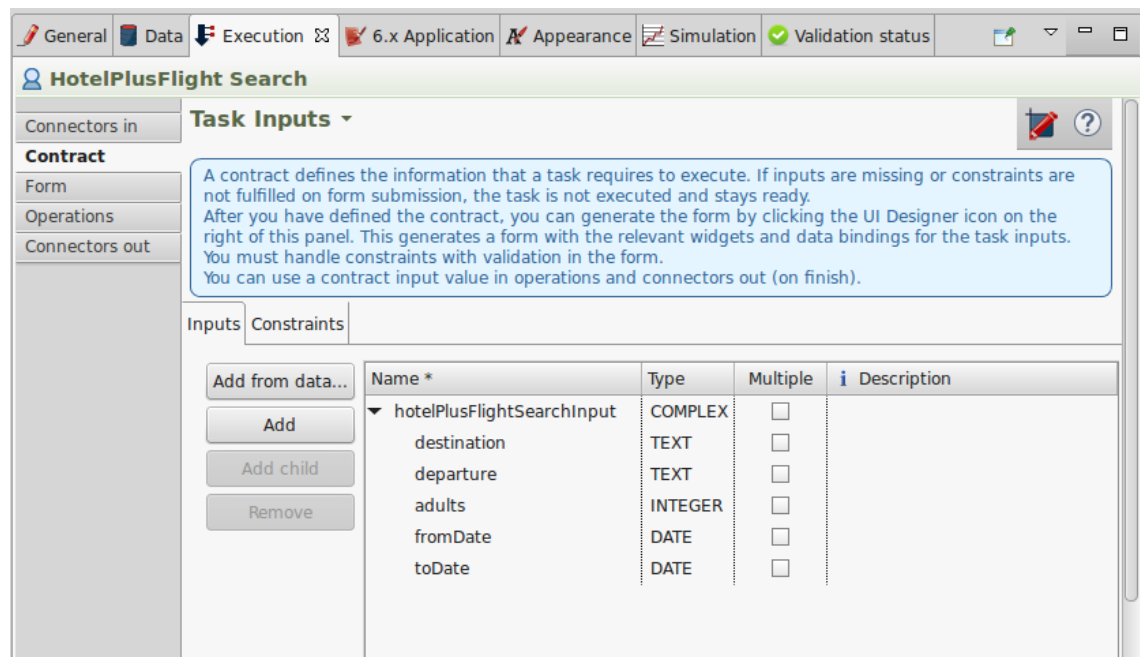 General Data Execution 6.x Application Appearance Simulation Validation status
HotelPlusFlight Search
Connectors in
Contract
Form
Operations
Connectors out
Task Inputs
A contract defines the information that a task requires to execute. If inputs are missing or constraints are
not fulfilled on form submission, the task is not executed and stays ready.
After you have defined the contract, you can generate the form by clicking the UI Designer icon on the
right of this panel. This generates a form with the relevant widgets and data bindings for the task inputs.
You must handle constraints with validation in the form.
You can use a contract input value in operations and connectors out (on finish).
Inputs Constraints
Add from data...
Add
Add child
Remove
Name * Type Multiple i Description
hotelPlusFlightSearchInput COMPLEX
destination TEXT
departure TEXT
adults INTEGER
fromDate DATE
toDate DATE